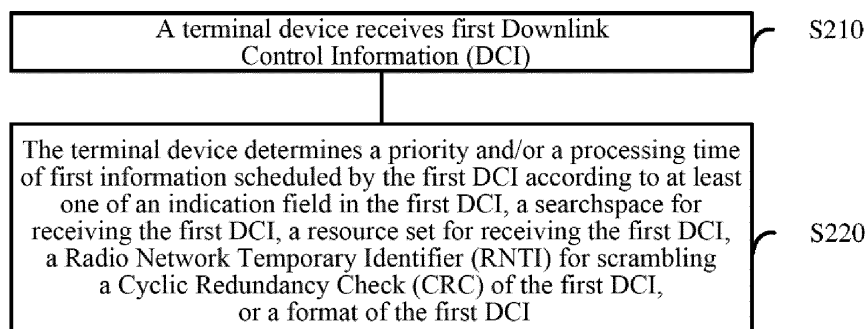 A terminal device receives first Downlink
Control Information (DCI)
S210
The terminal device determines a priority and/or a processing time
of first information scheduled by the first DCI according to at least
one of an indication field in the first DCI, a searchspace for
receiving the first DCI, a resource set for receiving the first DCI,
a Radio Network Temporary Identifier (RNTI) for scrambling
a Cyclic Redundancy Check (CRC) of the first DCI,
or a format of the first DCI
S220